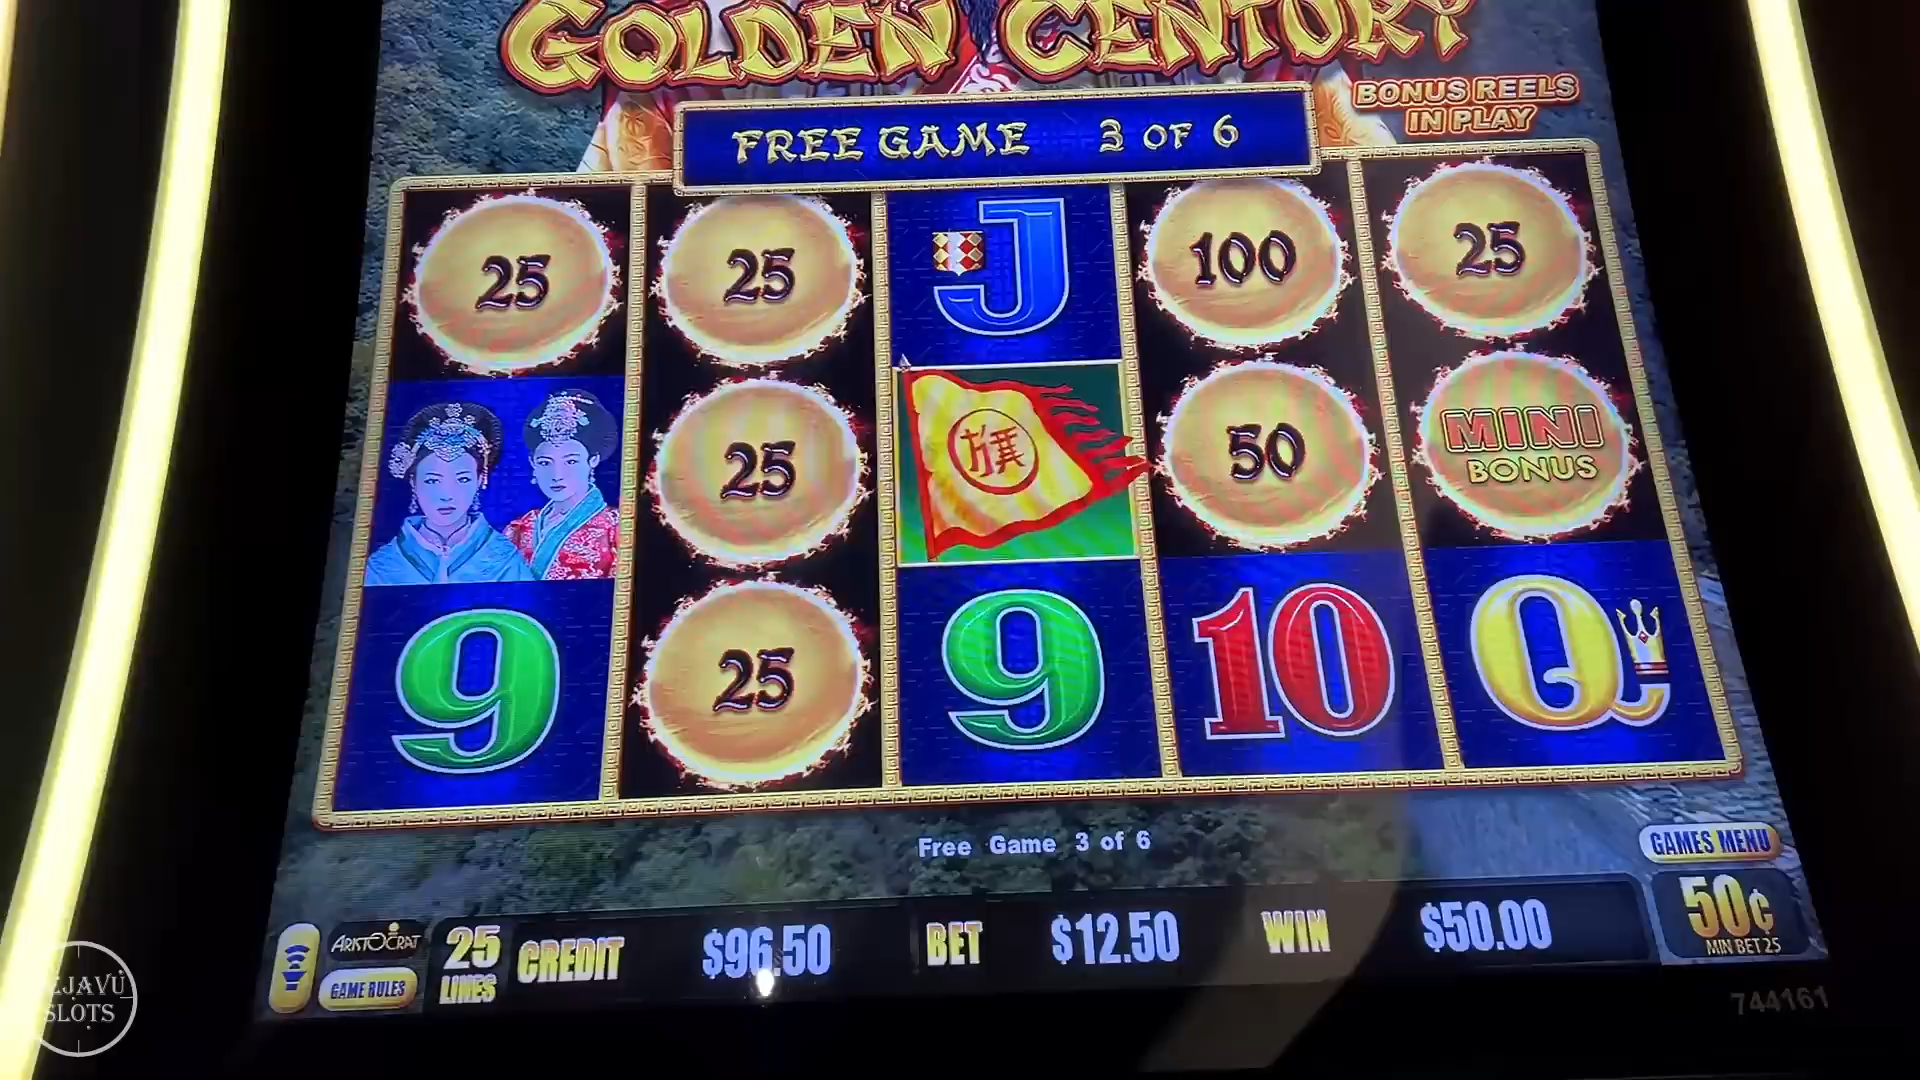 GOLDEN CENTURY
BONUS REELS
IN PLAY
FREE GAME 3 OF 6
25 25 J 100 25
25 旗 50 MINI
BONUS
9 25 9 10 Q
Free Game 3 of 6
GAMES MENU
ARISTOCRAT
GAME RULES
25
LINES
CREDIT $96.50 BET $12.50 WIN $50.00
50¢
MIN BET 25
744161
DEJAVU
SLOTS